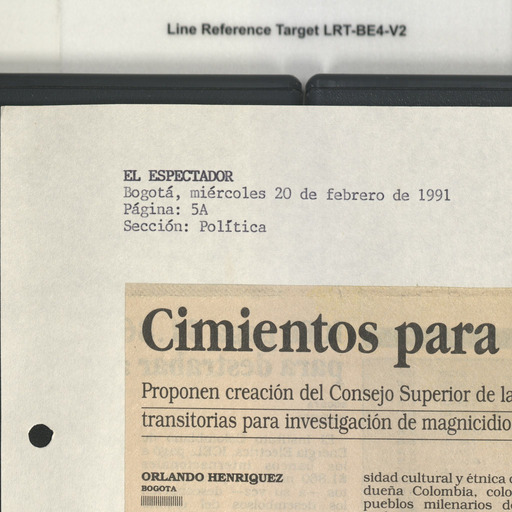 Line Reference Target LRT-BE4-V2
EL ESPECTADOR
Bogotá, miércoles 20 de febrero de 1991
Página: 5A
Sección: Política
Cimientos para
Proponen creación del Consejo Superior de la
transitorias para investigación de magnicidio
ORLANDO HENRIQUEZ
BOGOTA
sidad cultural y étnica
dueña Colombia, colo
pueblos milenarios d